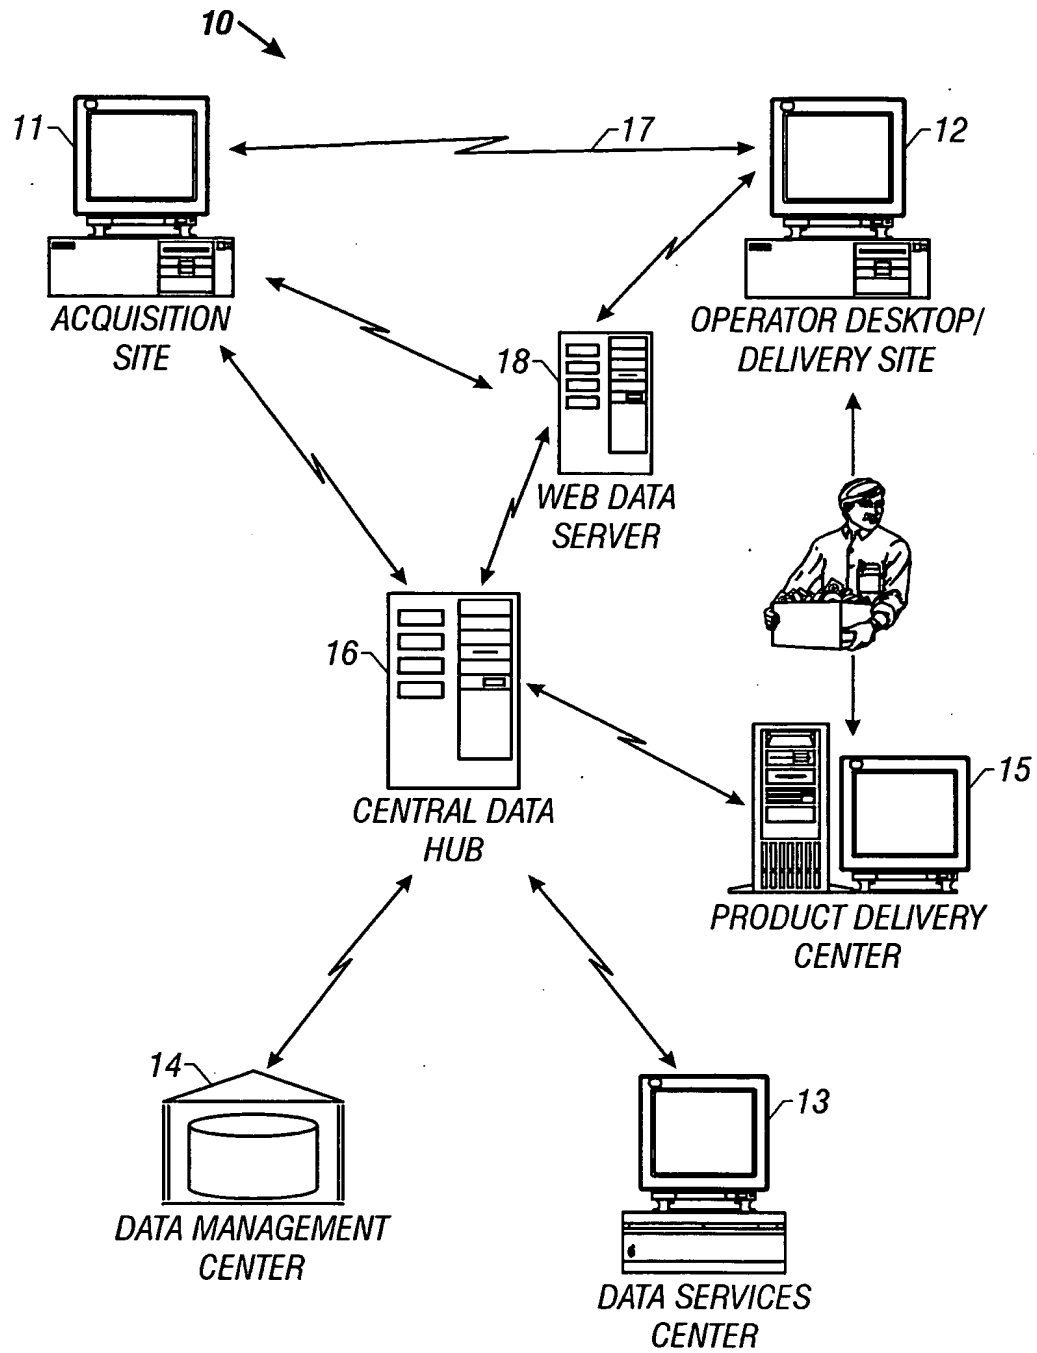 10
11
17
12
ACQUISITION
SITE
OPERATOR DESKTOP/
DELIVERY SITE
18
WEB DATA
SERVER
16
CENTRAL DATA
HUB
15
PRODUCT DELIVERY
CENTER
14
DATA MANAGEMENT
CENTER
13
DATA SERVICES
CENTER